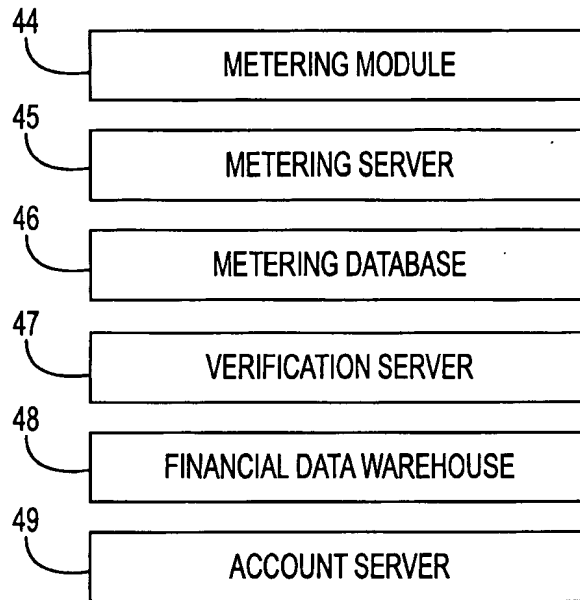 44
METERING MODULE
45
METERING SERVER
46
METERING DATABASE
47
VERIFICATION SERVER
48
FINANCIAL DATA WAREHOUSE
49
ACCOUNT SERVER